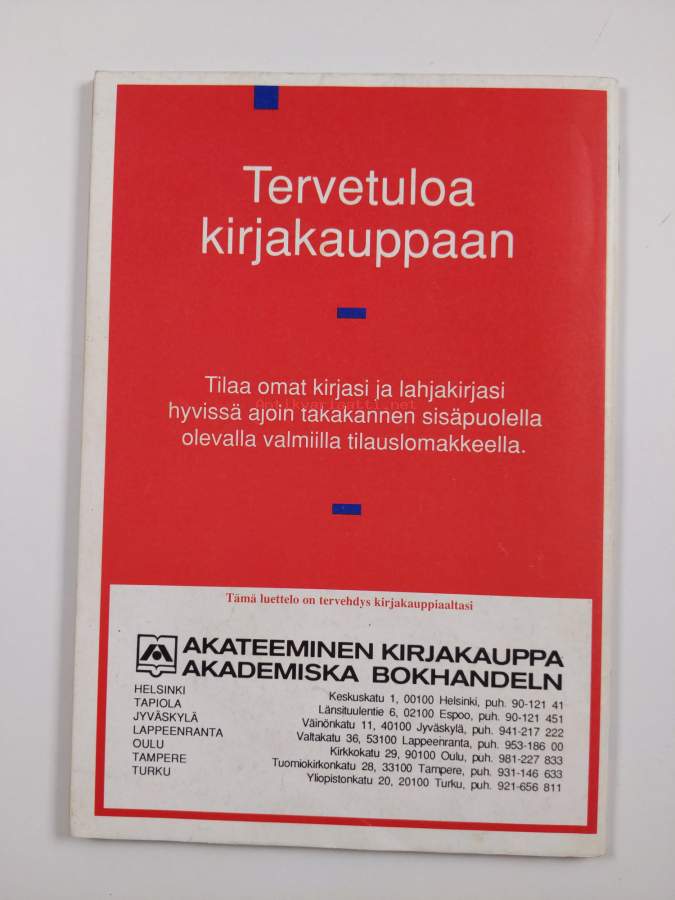 Tervetuloa
kirjakauppaan
Tilaa omat kirjasi ja lahjakirjasi
Antikvariaatti.net
hyvissä ajoin takakannen sisäpuolella
olevalla valmiilla tilauslomakkeella.
Tämä luettelo on tervehdys kirjakauppiaaltasi
AKATEEMINEN KIRJAKAUPPA
AKADEMISKA BOKHANDELN
HELSINKI Keskuskatu 1, 00100 Helsinki, puh. 90-121 41
TAPIOLA Länsituulentie 6, 02100 Espoo, puh. 90-121 451
JYVÄSKYLÄ Väinönkatu 11, 40100 Jyväskylä, puh. 941-217 222
LAPPEENRANTA Valtakatu 36, 53100 Lappeenranta, puh. 953-186 00
OULU Kirkkokatu 29, 90100 Oulu, puh. 981-227 833
TAMPERE Tuomiokirkonkatu 28, 33100 Tampere, puh. 931-146 633
TURKU Yliopistonkatu 20, 20100 Turku, puh. 921-656 811